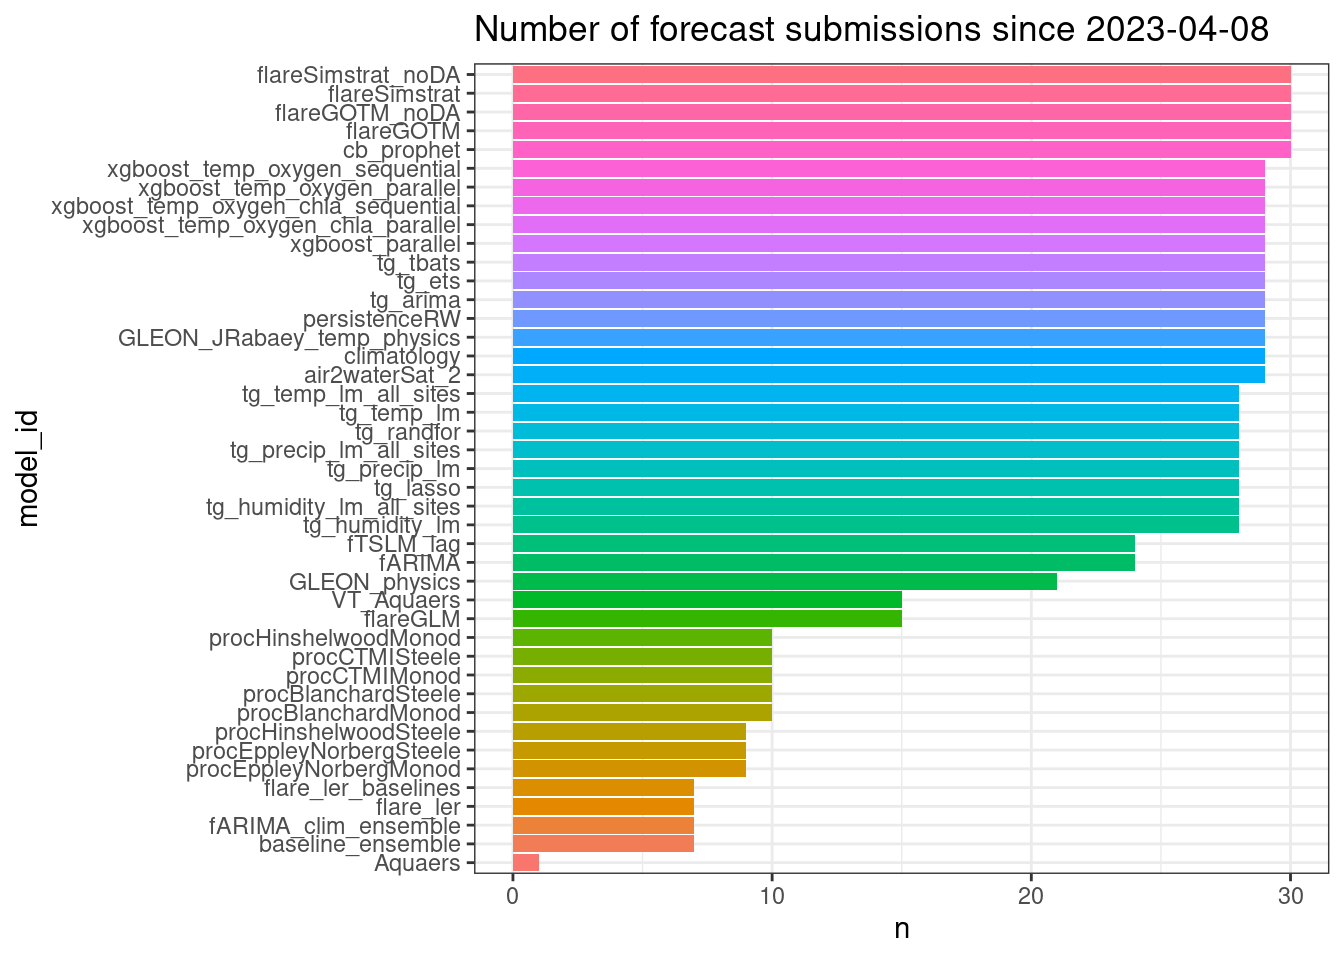 Number of forecast submissions since 2023-04-08
flareSimstrat_noDA
flareSimstrat
flareGOTM_noDA
flareGOTM
cb_prophet
xgboost_temp_oxygen_sequential
xgboost_temp_oxygen_parallel
xgboost_temp_oxygen_chla_sequential
xgboost_temp_oxygen_chla_parallel
xgboost_parallel
tg_tbats
tg_ets
tg_arima
persistenceRW
GLEON_JRabaey_temp_physics
climatology
air2waterSat_2
tg_temp_lm_all_sites
tg_temp_lm
tg_randfor
tg_precip_lm_all_sites
tg_precip_lm
tg_lasso
tg_humidity_lm_all_sites
tg_humidity_lm
fTSLM_lag
fARIMA
GLEON_physics
VT_Aquaers
flareGLM
procHinshelwoodMonod
procCTMISteele
procCTMIMonod
procBlanchardSteele
procBlanchardMonod
procHinshelwoodSteele
procEppleyNorbergSteele
procEppleyNorbergMonod
flare_ler_baselines
flare_ler
fARIMA_clim_ensemble
baseline_ensemble
Aquaers
model_id
0 10 20 30
n